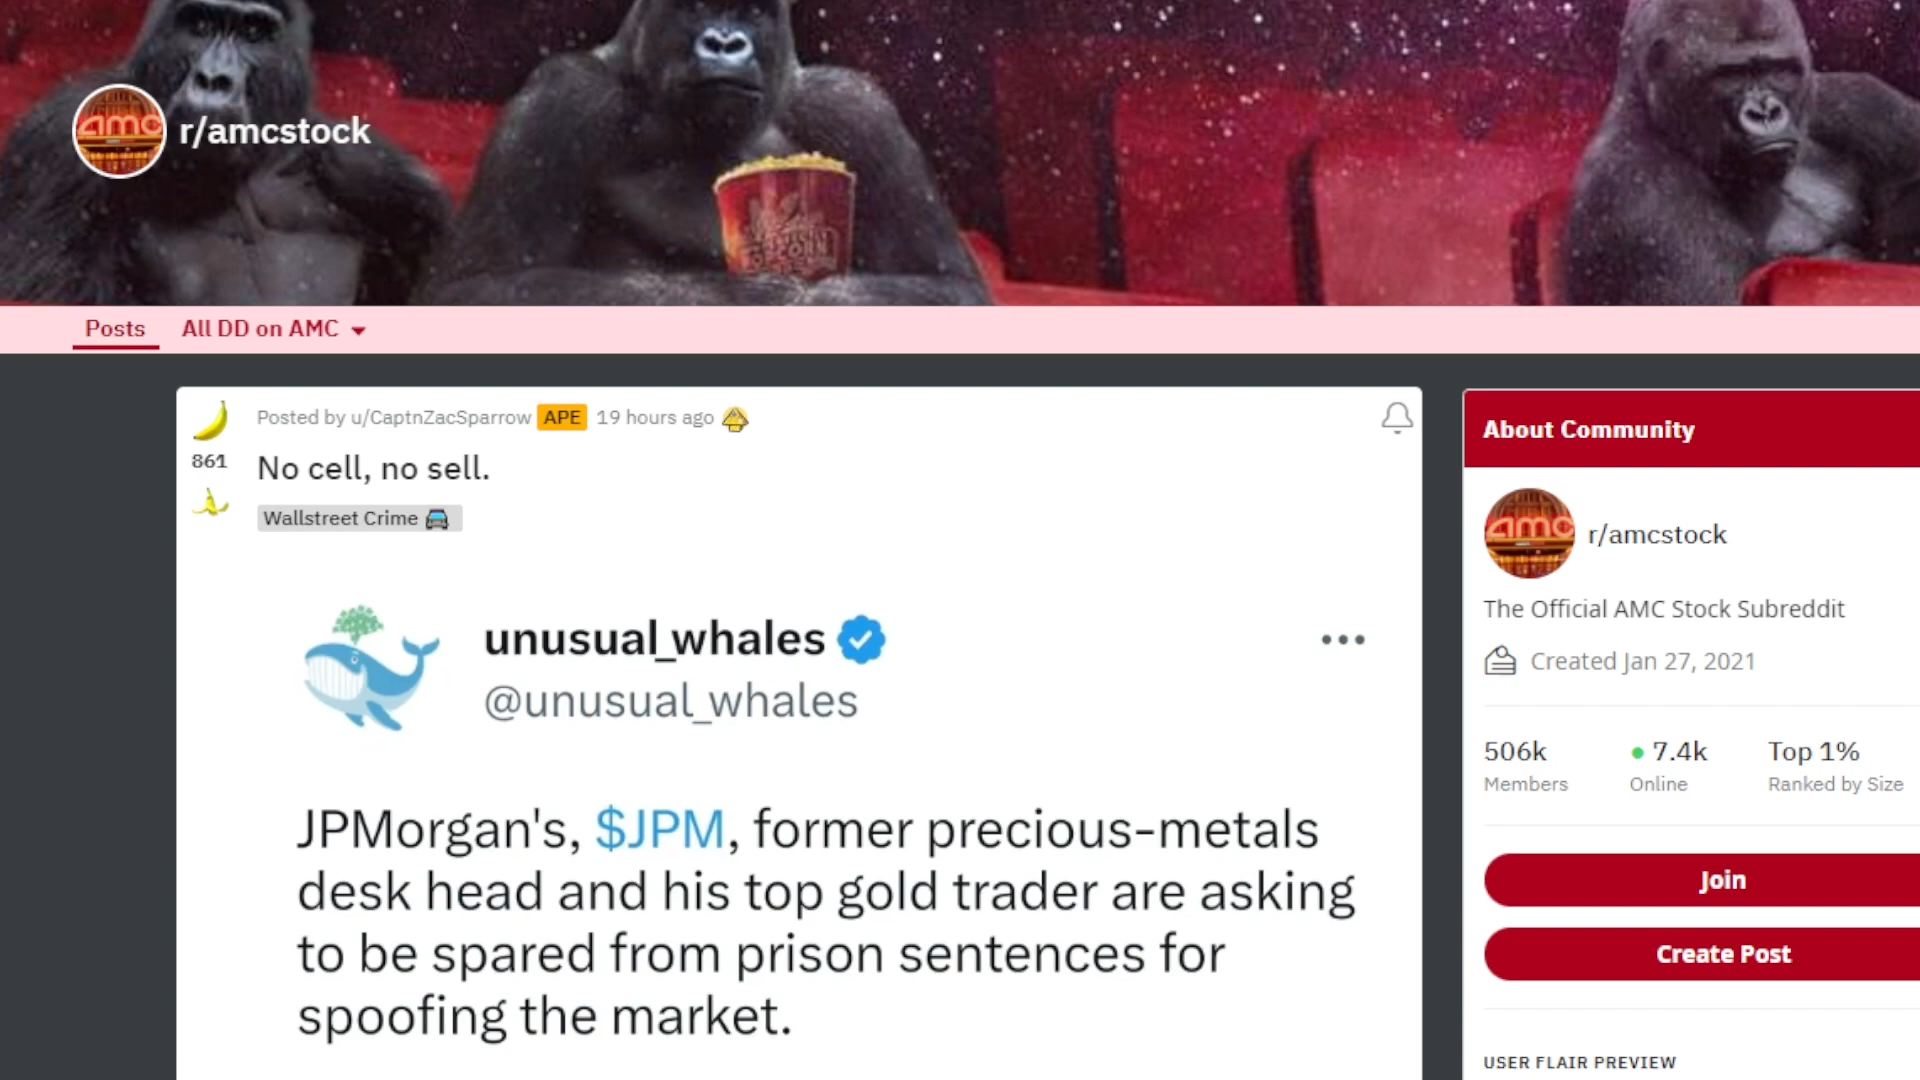 amc
r/amcstock
Posts
All DD on AMC
Posted by u/CaptnZacSparrow APE 19 hours ago
861
No cell, no sell.
Wallstreet Crime
unusual_whales
@unusual_whales
JPMorgan's, $JPM, former precious-metals
desk head and his top gold trader are asking
to be spared from prison sentences for
spoofing the market.
About Community
amc
r/amcstock
The Official AMC Stock Subreddit
Created Jan 27, 2021
506k
7.4k
Top 1%
Members
Online
Ranked by Size
Join
Create Post
USER FLAIR PREVIEW